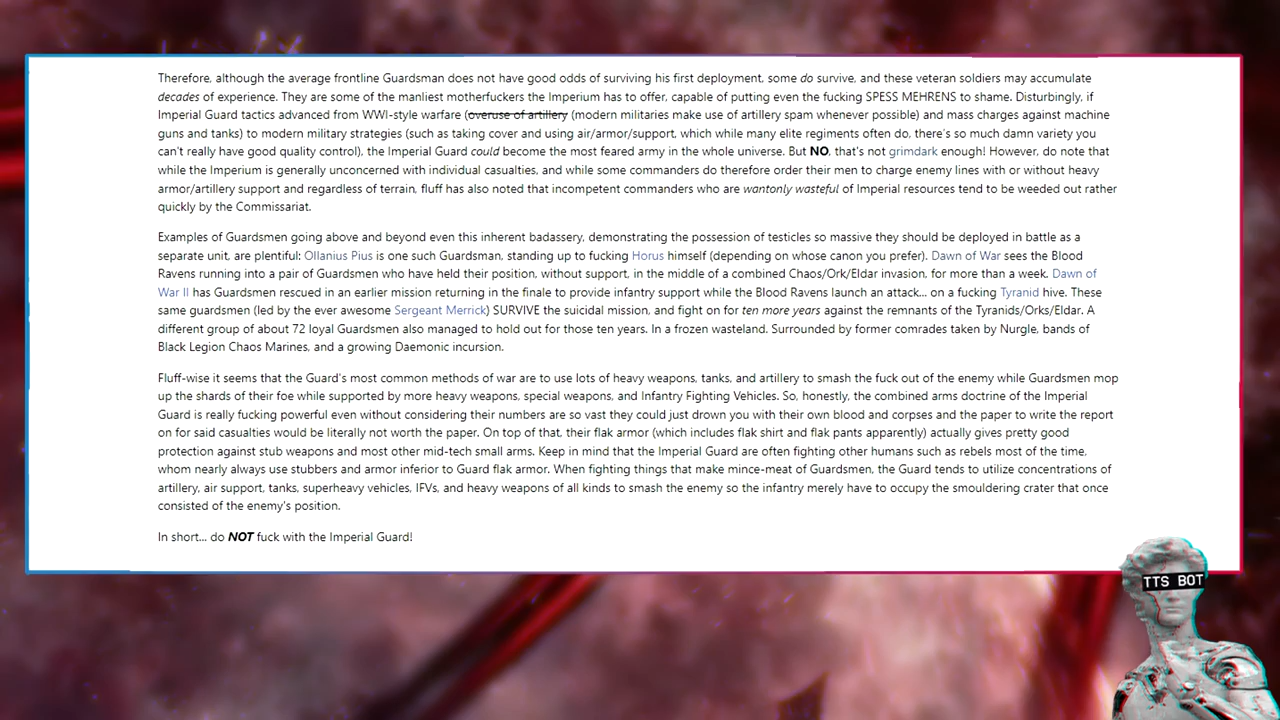 Therefore, although the average frontline Guardsman does not have good odds of surviving his first deployment, some do survive, and these veteran soldiers may accumulate
decades of experience. They are some of the manliest motherfuckers the Imperium has to offer, capable of putting even the fucking SPESS MEHRENS to shame. Disturbingly, if
Imperial Guard tactics advanced from WWI-style warfare (overuse of artillery (modern militaries make use of artillery spam whenever possible) and mass charges against machine
guns and tanks) to modern military strategies (such as taking cover and using air/armor/support, which while many elite regiments often do, there's so much damn variety you
can't really have good quality control), the Imperial Guard could become the most feared army in the whole universe. But NO, that's not grimdark enough! However, do note that
while the Imperium is generally unconcerned with individual casualties, and while some commanders do therefore order their men to charge enemy lines with or without heavy
armor/artillery support and regardless of terrain, fluff has also noted that incompetent commanders who are wantonly wasteful of Imperial resources tend to be weeded out rather
quickly by the Commissariat.
Examples of Guardsmen going above and beyond even this inherent badassery, demonstrating the possession of testicles so massive they should be deployed in battle as a
separate unit, are plentiful: Ollanius Pius is one such Guardsman, standing up to fucking Horus himself (depending on whose canon you prefer). Dawn of War sees the Blood
Ravens running into a pair of Guardsmen who have held their position, without support, in the middle of a combined Chaos/Ork/Eldar invasion, for more than a week. Dawn of
War II has Guardsmen rescued in an earlier mission returning in the finale to provide infantry support while the Blood Ravens launch an attack... on a fucking Tyranid hive. These
same guardsmen (led by the ever awesome Sergeant Merrick) SURVIVE the suicidal mission, and fight on for ten more years against the remnants of the Tyranids/Orks/Eldar. A
different group of about 72 loyal Guardsmen also managed to hold out for those ten years. In a frozen wasteland. Surrounded by former comrades taken by Nurgle, bands of
Black Legion Chaos Marines, and a growing Daemonic incursion.
Fluff-wise it seems that the Guard's most common methods of war are to use lots of heavy weapons, tanks, and artillery to smash the fuck out of the enemy while Guardsmen mop
up the shards of their foe while supported by more heavy weapons, special weapons, and Infantry Fighting Vehicles. So, honestly, the combined arms doctrine of the Imperial
Guard is really fucking powerful even without considering their numbers are so vast they could just drown you with their own blood and corpses and the paper to write the report
on for said casualties would be literally not worth the paper. On top of that, their flak armor (which includes flak shirt and flak pants apparently) actually gives pretty good
protection against stub weapons and most other mid-tech small arms. Keep in mind that the Imperial Guard are often fighting other humans such as rebels most of the time,
whom nearly always use stubbers and armor inferior to Guard flak armor. When fighting things that make mince-meat of Guardsmen, the Guard tends to utilize concentrations of
artillery, air support, tanks, superheavy vehicles, IFVs, and heavy weapons of all kinds to smash the enemy so the infantry merely have to occupy the smouldering crater that once
consisted of the enemy's position.
In short... do NOT fuck with the Imperial Guard!
TTS BOT